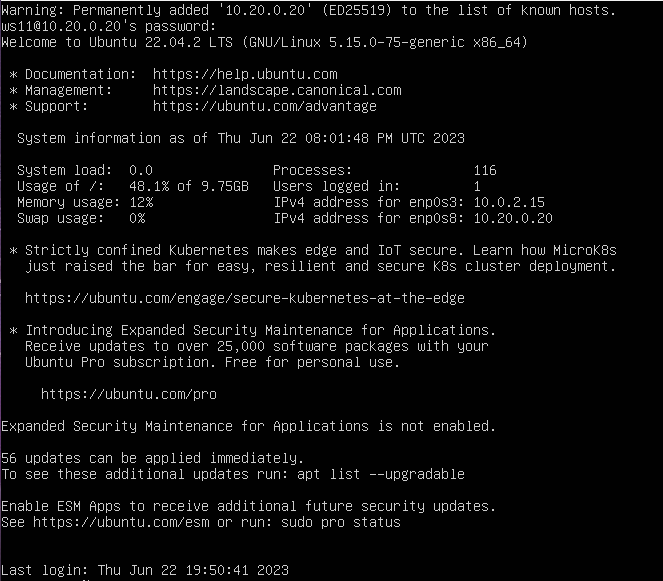 Warning: Permanently added '10.20.0.20' (ED25519) to the list of known hosts.
ws11@10.20.0.20's password:
Welcome to Ubuntu 22.04.2 LTS (GNU/Linux 5.15.0-75-generic x86_64)
* Documentation:  https://help.ubuntu.com
* Management:     https://landscape.canonical.com
* Support:        https://ubuntu.com/advantage
System information as of Thu Jun 22 08:01:48 PM UTC 2023
System load:  0.0               Processes:               116
Usage of /:   48.1% of 9.75GB   Users logged in:         1
Memory usage: 12%               IPv4 address for enp0s3: 10.0.2.15
Swap usage:   0%                IPv4 address for enp0s8: 10.20.0.20
* Strictly confined Kubernetes makes edge and IoT secure. Learn how MicroK8s
just raised the bar for easy, resilient and secure K8s cluster deployment.
https://ubuntu.com/engage/secure-kubernetes-at-the-edge
* Introducing Expanded Security Maintenance for Applications.
Receive updates to over 25,000 software packages with your
Ubuntu Pro subscription. Free for personal use.
https://ubuntu.com/pro
Expanded Security Maintenance for Applications is not enabled.
56 updates can be applied immediately.
To see these additional updates run: apt list --upgradable
Enable ESM Apps to receive additional future security updates.
See https://ubuntu.com/esm or run: sudo pro status
Last login: Thu Jun 22 19:50:41 2023